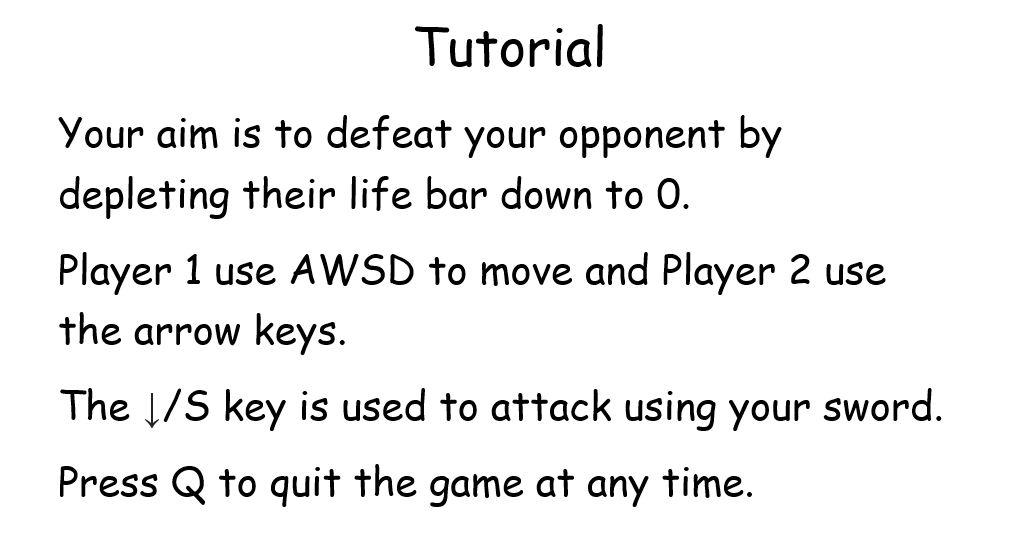 Tutorial
Your aim is to defeat your opponent by
depleting their life bar down to 0.
Player 1 use AWSD to move and Player 2 use
the arrow keys.
The ↓/S key is used to attack using your sword.
Press Q to quit the game at any time.